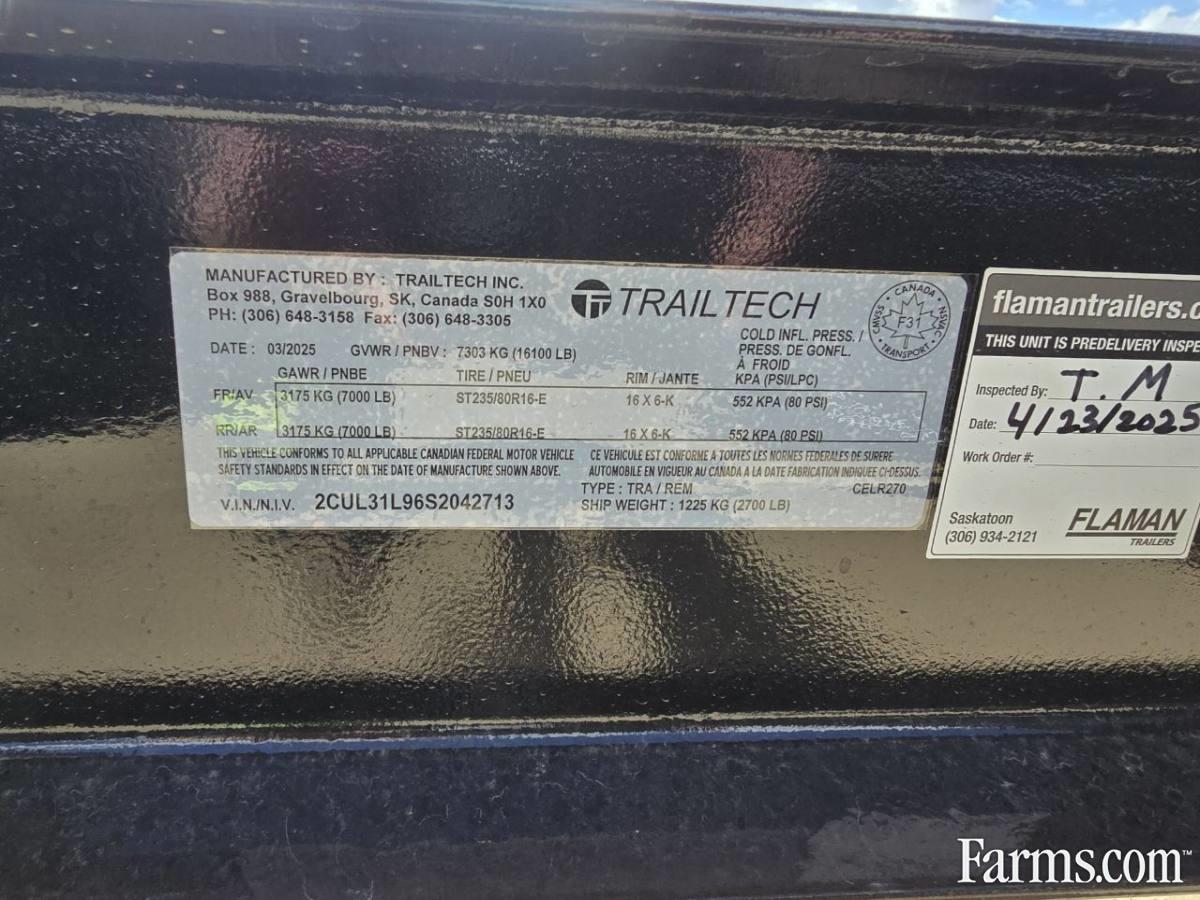 MANUFACTURED BY : TRAILTECH INC.
Box 988, Gravelbourg, SK, Canada S0H 1X0
PH: (306) 648-3158 Fax: (306) 648-3305
TRAILTECH
CANADA
CMVSS F31 NSVAC
TRANSPORT
COLD INFL. PRESS. /
PRESS. DE GONFL.
À FROID
KPA (PSI/LPC)
DATE : 03/2025 GVWR / PNBV : 7303 KG (16100 LB)
GAWR / PNBE TIRE / PNEU RIM / JANTE
FR/AV 3175 KG (7000 LB) ST235/80R16-E 16 X 6-K 552 KPA (80 PSI)
RR/AR 3175 KG (7000 LB) ST235/80R16-E 16 X 6-K 552 KPA (80 PSI)
THIS VEHICLE CONFORMS TO ALL APPLICABLE CANADIAN FEDERAL MOTOR VEHICLE
SAFETY STANDARDS IN EFFECT ON THE DATE OF MANUFACTURE SHOWN ABOVE.
CE VEHICULE EST CONFORME A TOUTES LES NORMES FEDERALES DE SURERE
AUTOMOBILE EN VIGUEUR AU CANADA A LA DATE FABRICATION INDIQUEE CI-DESSUS.
V.I.N./N.I.V. 2CUL31L96S2042713
TYPE : TRA / REM CELR270
SHIP WEIGHT : 1225 KG (2700 LB)
flamantrailers.c
THIS UNIT IS PREDELIVERY INSPE
Inspected By: T. M
Date: 4/23/2025
Work Order #:
Saskatoon
(306) 934-2121
FLAMAN
TRAILERS
Farms.com™